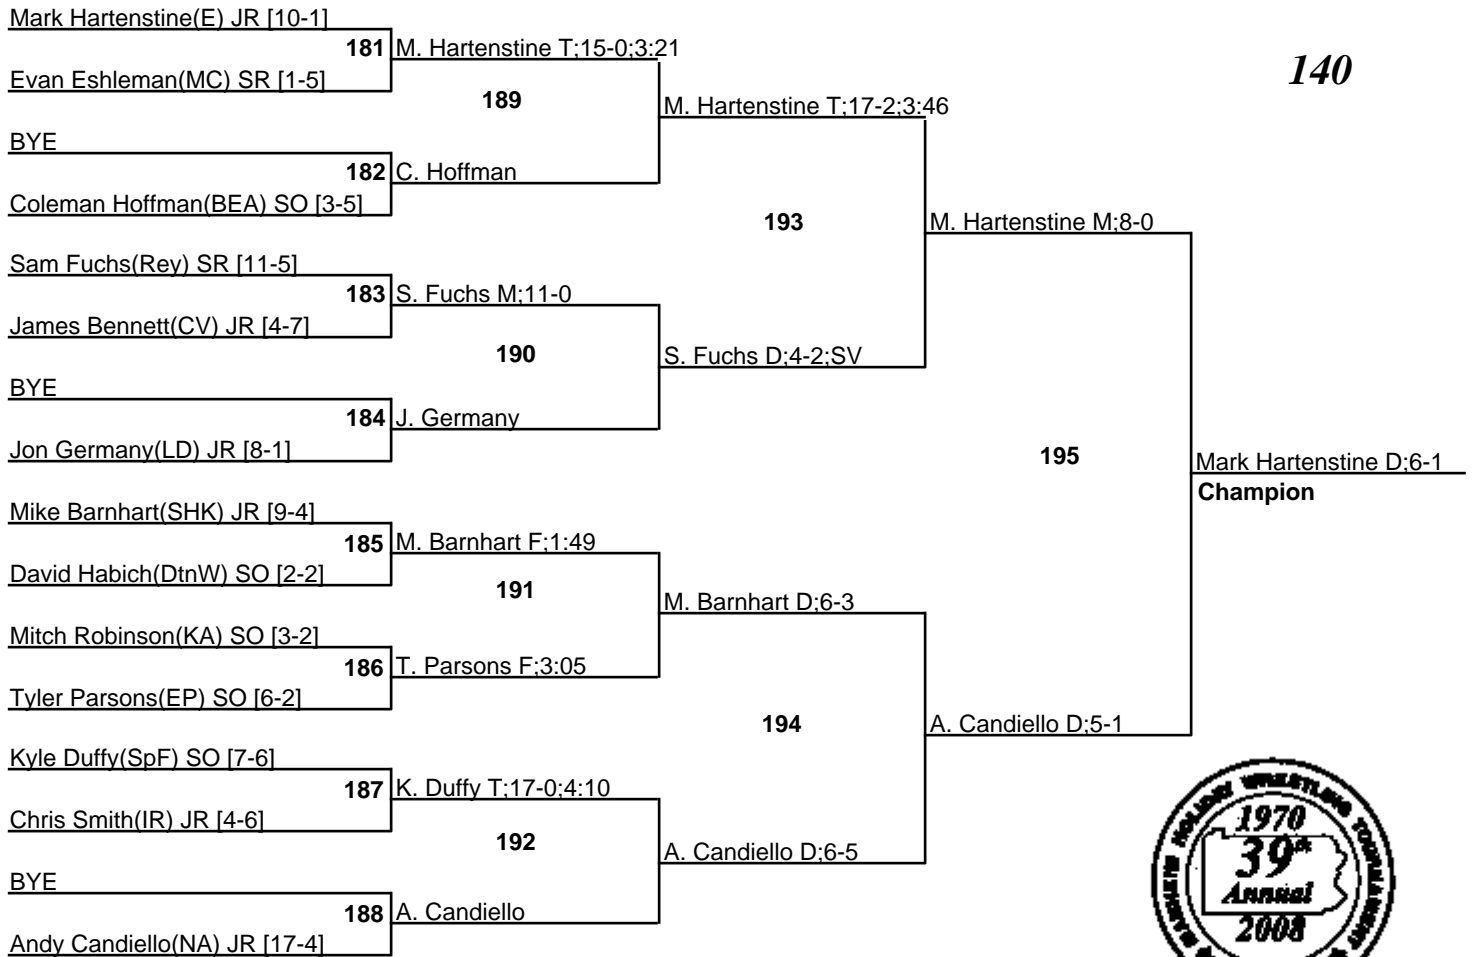 140
Mark Hartenstine(E) JR [10-1]
181 M. Hartenstine T;15-0;3:21
Evan Eshleman(MC) SR [1-5]
189
M. Hartenstine T;17-2;3:46
BYE
182 C. Hoffman
Coleman Hoffman(BEA) SO [3-5]
193
M. Hartenstine M;8-0
Sam Fuchs(Rey) SR [11-5]
183 S. Fuchs M;11-0
James Bennett(CV) JR [4-7]
190
S. Fuchs D;4-2;SV
BYE
184 J. Germany
Jon Germany(LD) JR [8-1]
195
Mark Hartenstine D;6-1
Champion
Mike Barnhart(SHK) JR [9-4]
185 M. Barnhart F;1:49
David Habich(DtnW) SO [2-2]
191
M. Barnhart D;6-3
Mitch Robinson(KA) SO [3-2]
186 T. Parsons F;3:05
Tyler Parsons(EP) SO [6-2]
194
A. Candiello D;5-1
Kyle Duffy(SpF) SO [7-6]
187 K. Duffy T;17-0;4:10
Chris Smith(IR) JR [4-6]
192
A. Candiello D;6-5
BYE
188 A. Candiello
Andy Candiello(NA) JR [17-4]
HOLIDAY WRESTLING TOURNAMENT
1970
39th
Annual
2008